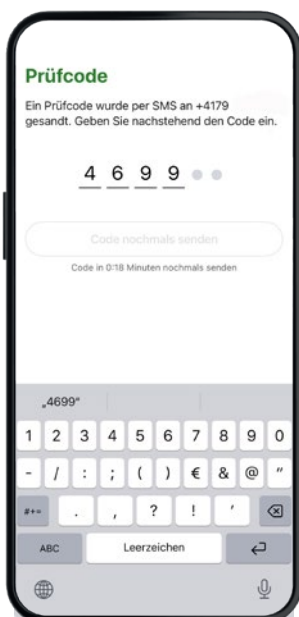 Prüfcode
Ein Prüfcode wurde per SMS an +4179
gesandt. Geben Sie nachstehend den Code ein.
4 6 9 9
Code nochmals senden
Code in 0:18 Minuten nochmals senden
„4699“
1 2 3 4 5 6 7 8 9 0
- / : ; ( ) € & @ "
#+= . , ? ! '
ABC Leerzeichen